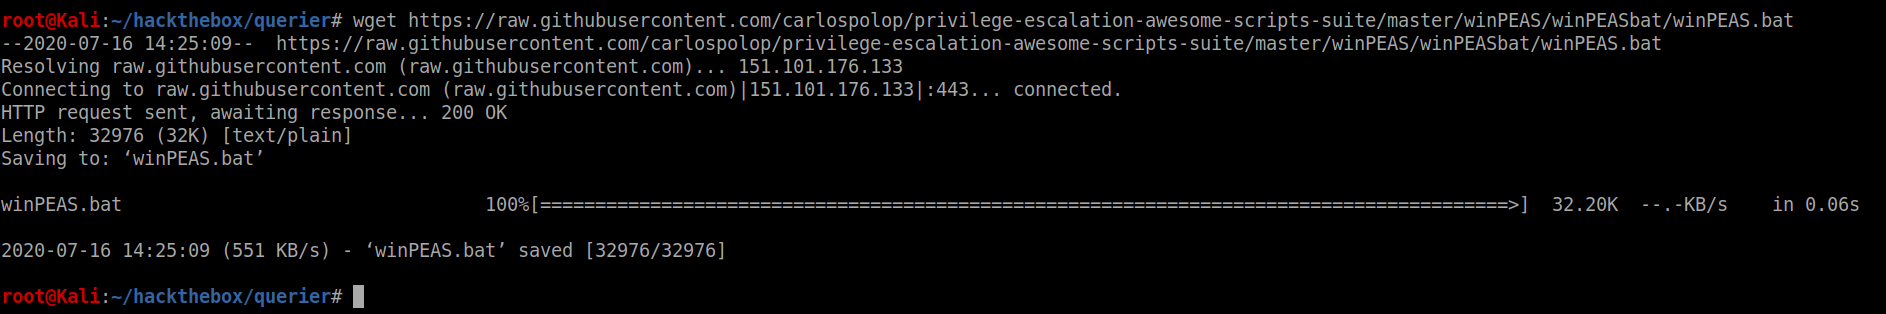 root@Kali:~/hackthebox/querier# wget https://raw.githubusercontent.com/carlospolop/privilege-escalation-awesome-scripts-suite/master/winPEAS/winPEASbat/winPEAS.bat
--2020-07-16 14:25:09--  https://raw.githubusercontent.com/carlospolop/privilege-escalation-awesome-scripts-suite/master/winPEAS/winPEASbat/winPEAS.bat
Resolving raw.githubusercontent.com (raw.githubusercontent.com)... 151.101.176.133
Connecting to raw.githubusercontent.com (raw.githubusercontent.com)|151.101.176.133|:443... connected.
HTTP request sent, awaiting response... 200 OK
Length: 32976 (32K) [text/plain]
Saving to: ‘winPEAS.bat’
winPEAS.bat                                 100%[========================================================================================>]  32.20K  --.-KB/s    in 0.06s
2020-07-16 14:25:09 (551 KB/s) - ‘winPEAS.bat’ saved [32976/32976]
root@Kali:~/hackthebox/querier#